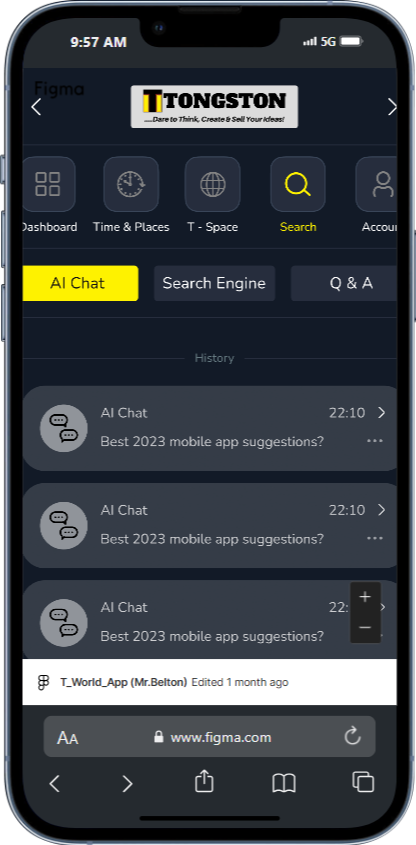 9:57 AM
5G
Figma
TTONGSTON
....Dare to Think, Create & Sell Your Ideas!
Dashboard
Time & Places
T - Space
Search
Accou
AI Chat
Search Engine
Q & A
History
AI Chat
22:10
Best 2023 mobile app suggestions?
AI Chat
22:10
Best 2023 mobile app suggestions?
AI Chat
22:
Best 2023 mobile app suggestions?
T_World_App (Mr.Belton) Edited 1 month ago
AA
www.figma.com